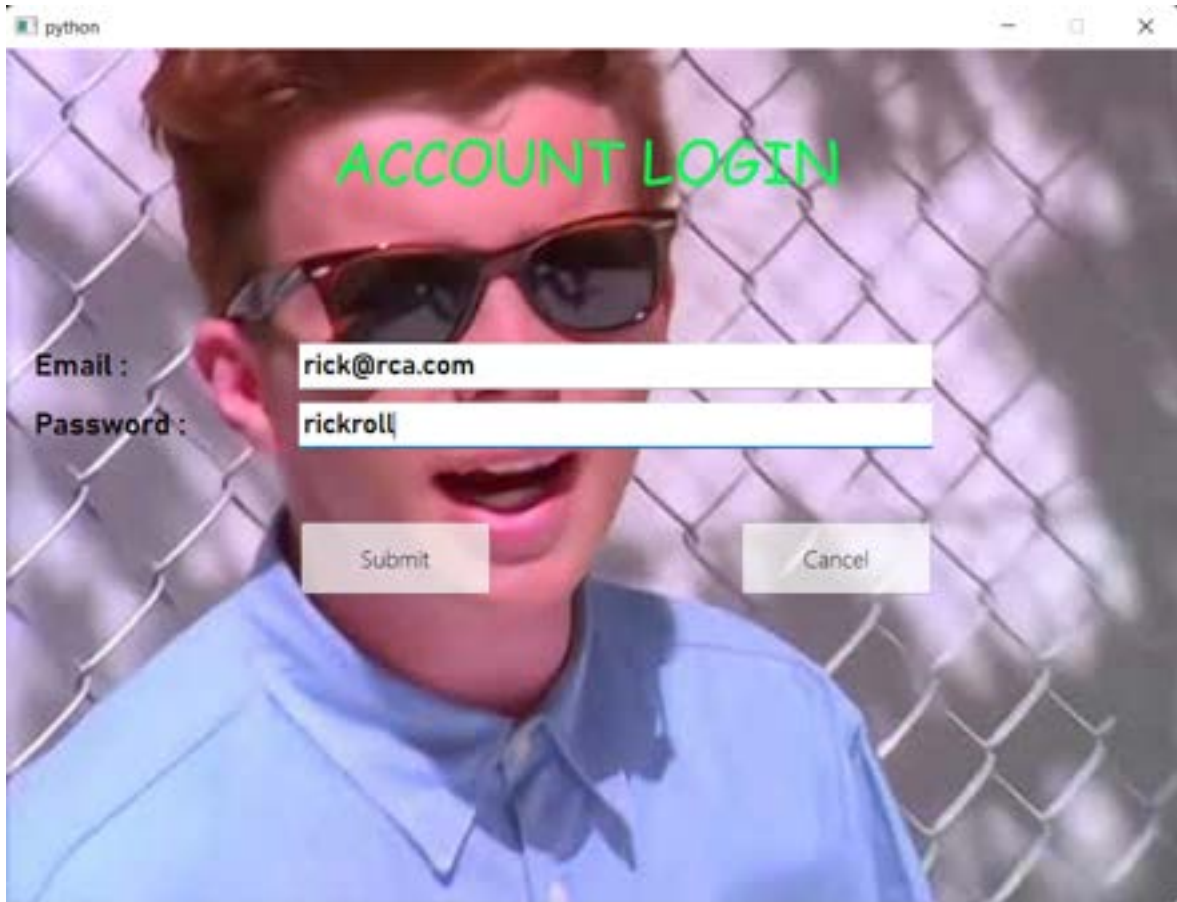 python
ACCOUNT LOGIN
Email : rick@rca.com
Password : rickroll
Submit Cancel